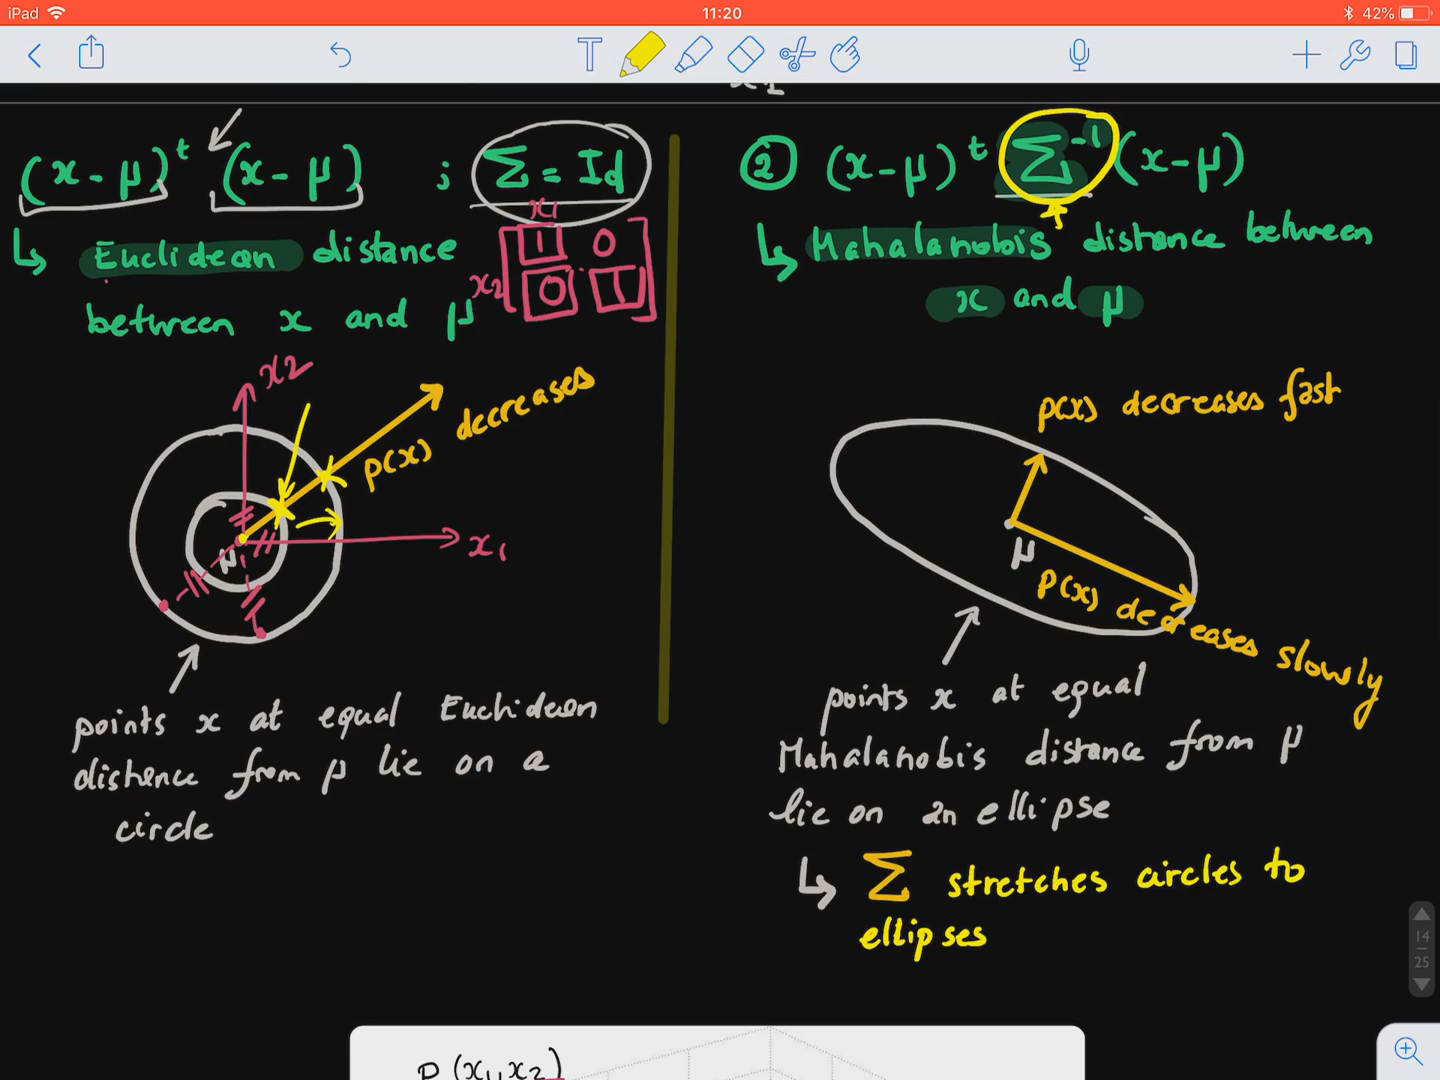 iPad
11:20
42%
x1
(x - μ)ᵗ (x - μ) ; Σ = Id
↳ Euclidean distance
between x and μ
x1
x2
1 0
0 1
x2
p(x) decreases
μ
x1
points x at equal Euclidean
distance from μ lie on a
circle
② (x-μ)ᵗ Σ⁻¹ (x-μ)
↳ Mahalanobis distance between
x and μ
p(x) decreases fast
μ
p(x) decreases slowly
points x at equal
Mahalanobis distance from μ
lie on an ellipse
↳ Σ stretches circles to
ellipses
14
25
P(x1, x2)